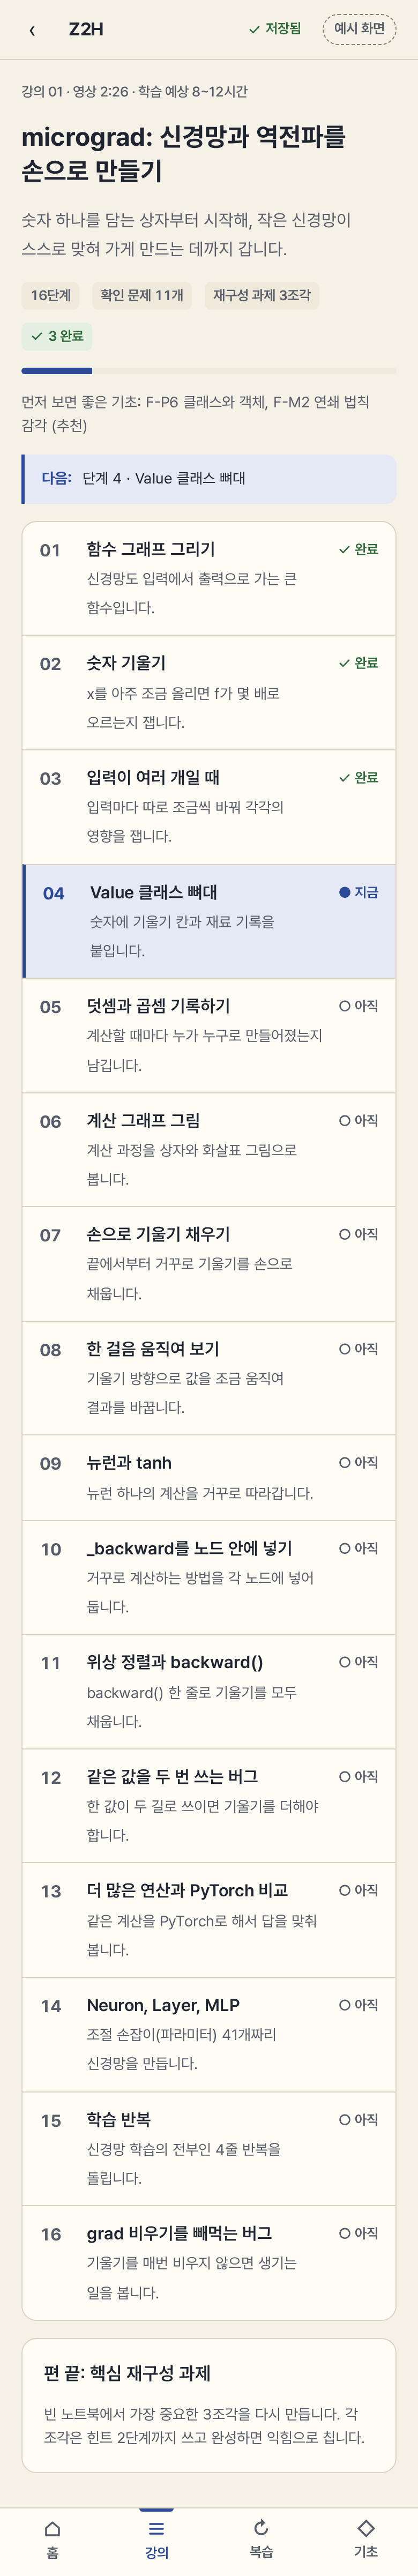 ‹ Z2H ✓ 저장됨 예시 화면
강의 01 · 영상 2:26 · 학습 예상 8~12시간
micrograd: 신경망과 역전파를
손으로 만들기
숫자 하나를 담는 상자부터 시작해, 작은 신경망이
스스로 맞춰 가게 만드는 데까지 갑니다.
16단계 확인 문제 11개 재구성 과제 3조각
✓ 3 완료
먼저 보면 좋은 기초: F-P6 클래스와 객체, F-M2 연쇄 법칙
감각 (추천)
다음: 단계 4 · Value 클래스 뼈대
01 함수 그래프 그리기 ✓ 완료
신경망도 입력에서 출력으로 가는 큰
함수입니다.
02 숫자 기울기 ✓ 완료
x를 아주 조금 올리면 f가 몇 배로
오르는지 잽니다.
03 입력이 여러 개일 때 ✓ 완료
입력마다 따로 조금씩 바꿔 각각의
영향을 잽니다.
04 Value 클래스 뼈대 ● 지금
숫자에 기울기 칸과 재료 기록을
붙입니다.
05 덧셈과 곱셈 기록하기 ○ 아직
계산할 때마다 누가 누구로 만들어졌는지
남깁니다.
06 계산 그래프 그림 ○ 아직
계산 과정을 상자와 화살표 그림으로
봅니다.
07 손으로 기울기 채우기 ○ 아직
끝에서부터 거꾸로 기울기를 손으로
채웁니다.
08 한 걸음 움직여 보기 ○ 아직
기울기 방향으로 값을 조금 움직여
결과를 바꿉니다.
09 뉴런과 tanh ○ 아직
뉴런 하나의 계산을 거꾸로 따라갑니다.
10 _backward를 노드 안에 넣기 ○ 아직
거꾸로 계산하는 방법을 각 노드에 넣어
둡니다.
11 위상 정렬과 backward() ○ 아직
backward() 한 줄로 기울기를 모두
채웁니다.
12 같은 값을 두 번 쓰는 버그 ○ 아직
한 값이 두 길로 쓰이면 기울기를 더해야
합니다.
13 더 많은 연산과 PyTorch 비교 ○ 아직
같은 계산을 PyTorch로 해서 답을 맞춰
봅니다.
14 Neuron, Layer, MLP ○ 아직
조절 손잡이(파라미터) 41개짜리
신경망을 만듭니다.
15 학습 반복 ○ 아직
신경망 학습의 전부인 4줄 반복을
돌립니다.
16 grad 비우기를 빼먹는 버그 ○ 아직
기울기를 매번 비우지 않으면 생기는
일을 봅니다.
편 끝: 핵심 재구성 과제
빈 노트북에서 가장 중요한 3조각을 다시 만듭니다. 각
조각은 힌트 2단계까지 쓰고 완성하면 익힘으로 칩니다.
홈 강의 복습 기초